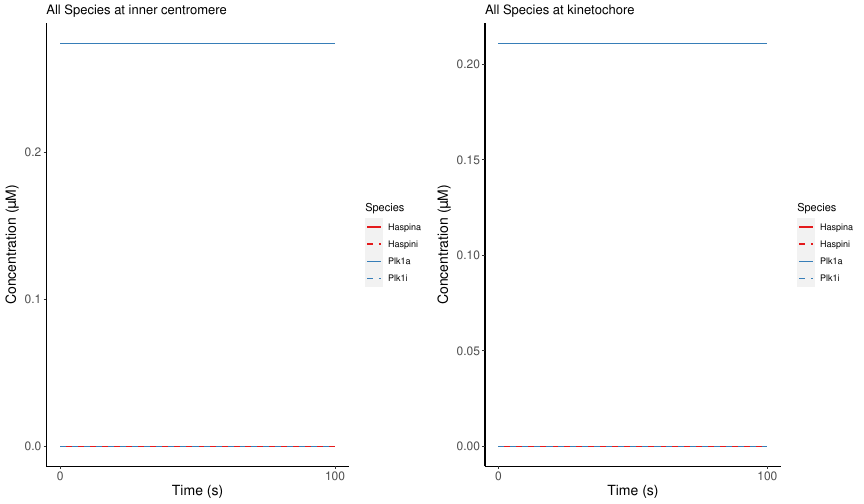 All Species at inner centromere
Concentration (µM)
0.2
0.1
0.0
0
100
Time (s)
Species
Haspina
Haspini
Plk1a
Plk1i
All Species at kinetochore
Concentration (µM)
0.20
0.15
0.10
0.05
0.00
0
100
Time (s)
Species
Haspina
Haspini
Plk1a
Plk1i